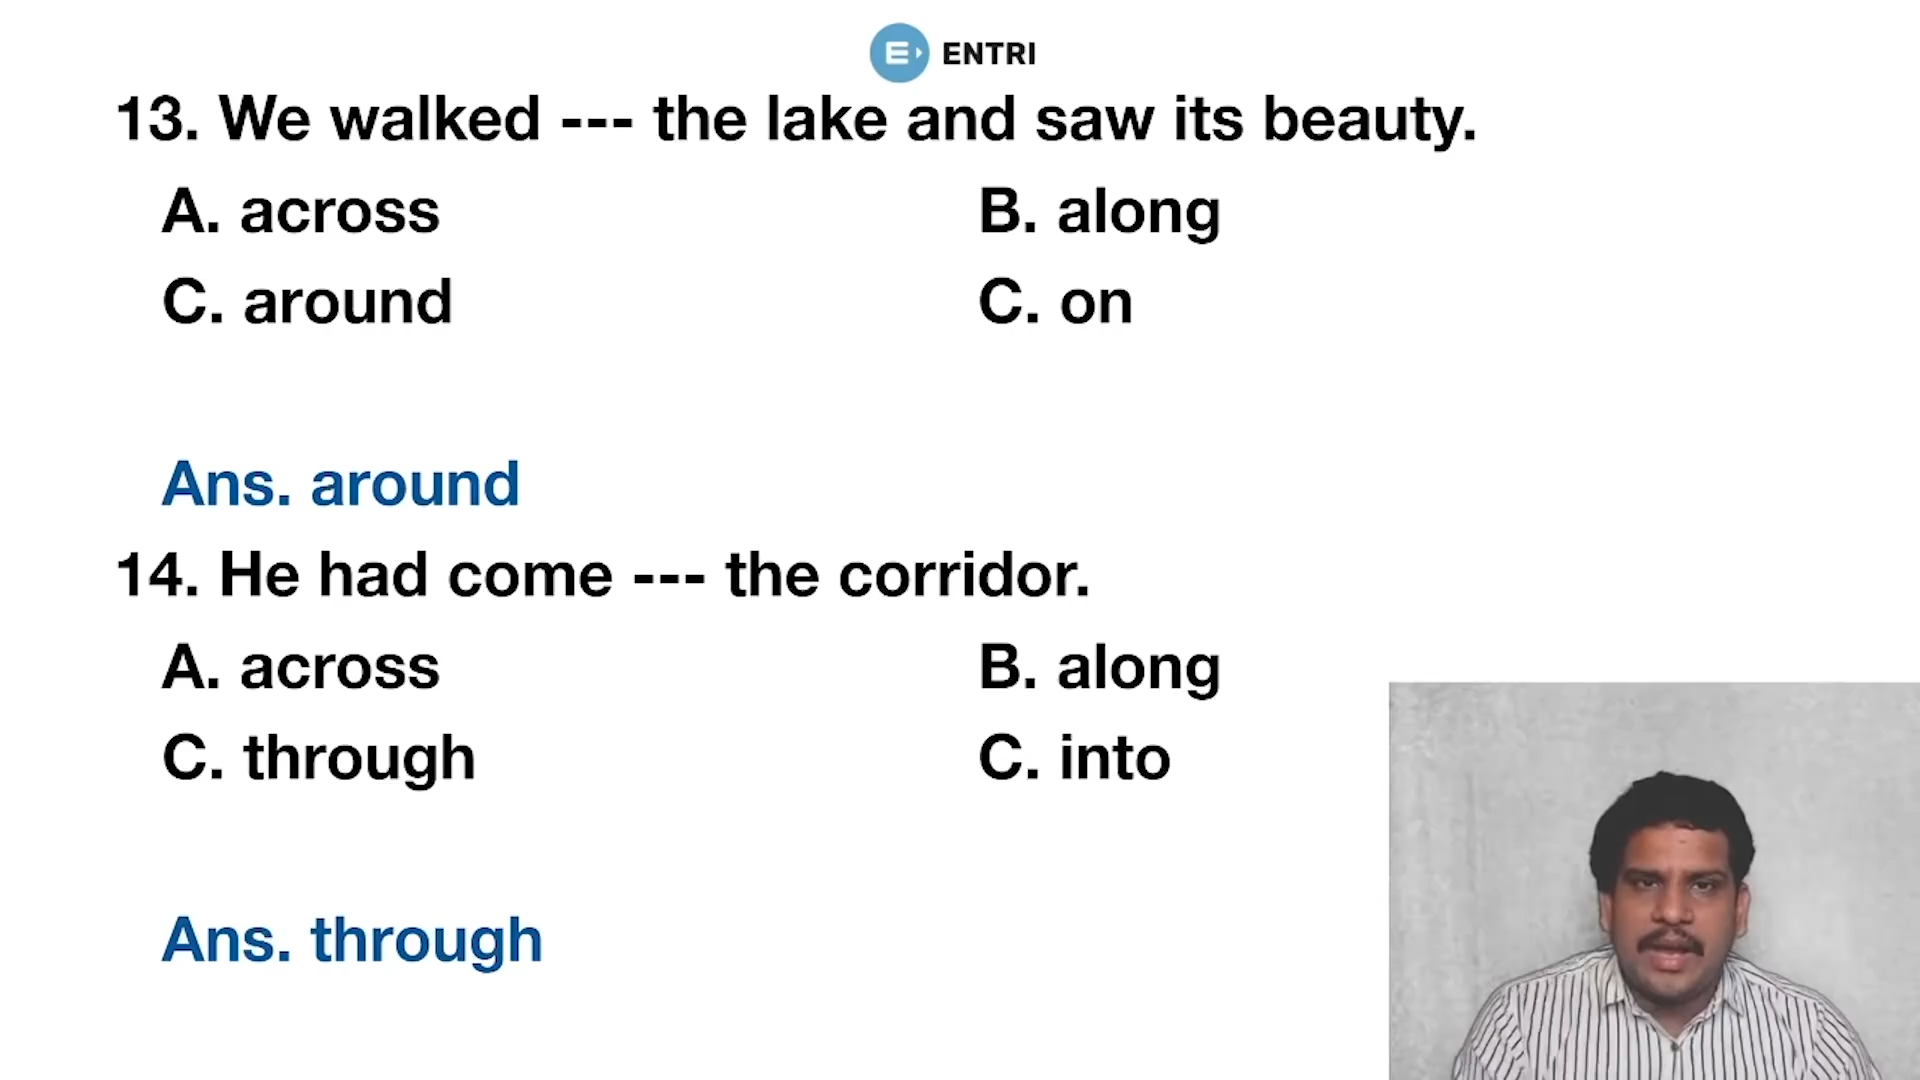 ENTRI
13. We walked --- the lake and saw its beauty.
A. across B. along
C. around C. on
Ans. around
14. He had come --- the corridor.
A. across B. along
C. through C. into
Ans. through